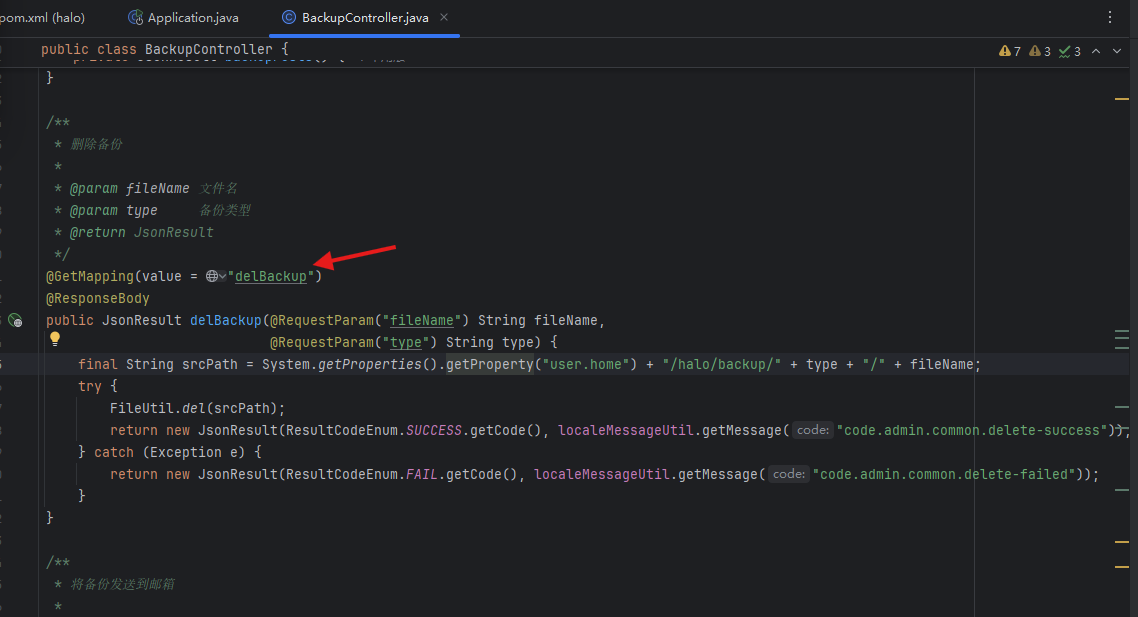 pom.xml (halo) Application.java BackupController.java
public class BackupController { 7 3 3
}
/**
* 删除备份
*
* @param fileName 文件名
* @param type 备份类型
* @return JsonResult
*/
@GetMapping(value = "delBackup")
@ResponseBody
public JsonResult delBackup(@RequestParam("fileName") String fileName,
@RequestParam("type") String type) {
final String srcPath = System.getProperties().getProperty("user.home") + "/halo/backup/" + type + "/" + fileName;
try {
FileUtil.del(srcPath);
return new JsonResult(ResultCodeEnum.SUCCESS.getCode(), localeMessageUtil.getMessage( code: "code.admin.common.delete-success"));
} catch (Exception e) {
return new JsonResult(ResultCodeEnum.FAIL.getCode(), localeMessageUtil.getMessage( code: "code.admin.common.delete-failed"));
}
}
/**
* 将备份发送到邮箱
*